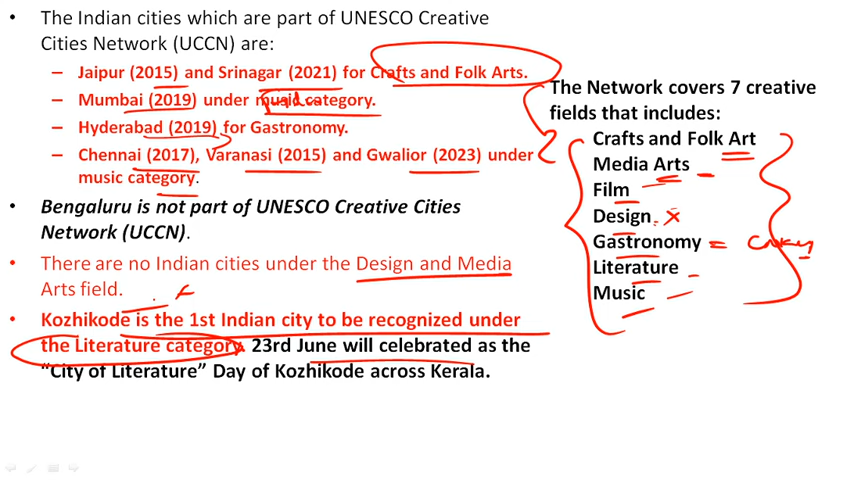 • The Indian cities which are part of UNESCO Creative
Cities Network (UCCN) are:
– Jaipur (2015) and Srinagar (2021) for Crafts and Folk Arts.
– Mumbai (2019) under music category.
– Hyderabad (2019) for Gastronomy.
– Chennai (2017), Varanasi (2015) and Gwalior (2023) under
music category.
• Bengaluru is not part of UNESCO Creative Cities
Network (UCCN).
• There are no Indian cities under the Design and Media
Arts field.
• Kozhikode is the 1st Indian city to be recognized under
the Literature category. 23rd June will celebrated as the
“City of Literature” Day of Kozhikode across Kerala.
The Network covers 7 creative
fields that includes:
Crafts and Folk Art
Media Arts
Film
Design
Gastronomy
Literature
Music